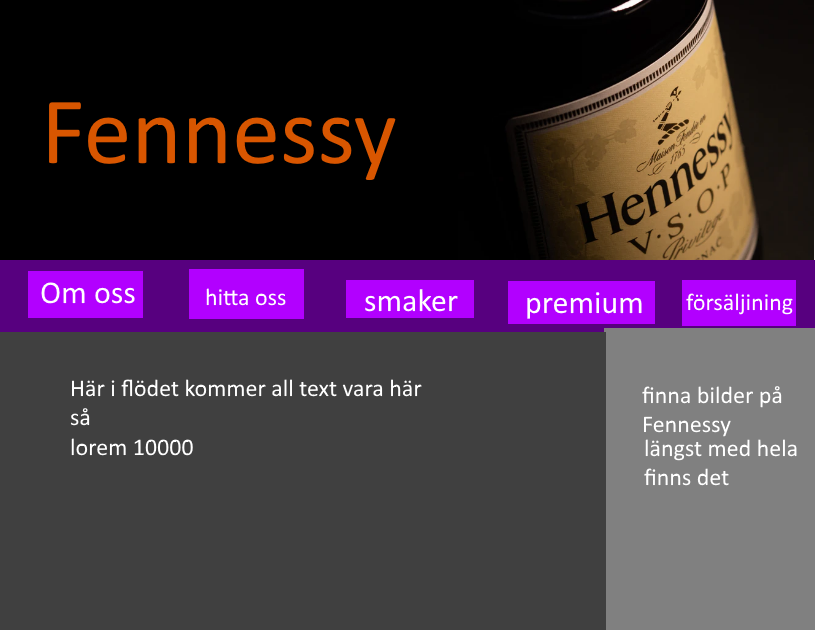 Fennessy
Maison Fondée en
1765
Hennessy
V·S·O·P
Privilège
COGNAC
Om oss
hitta oss
smaker
premium
försäljining
Här i flödet kommer all text vara här
så
lorem 10000
finna bilder på
Fennessy
längst med hela
finns det